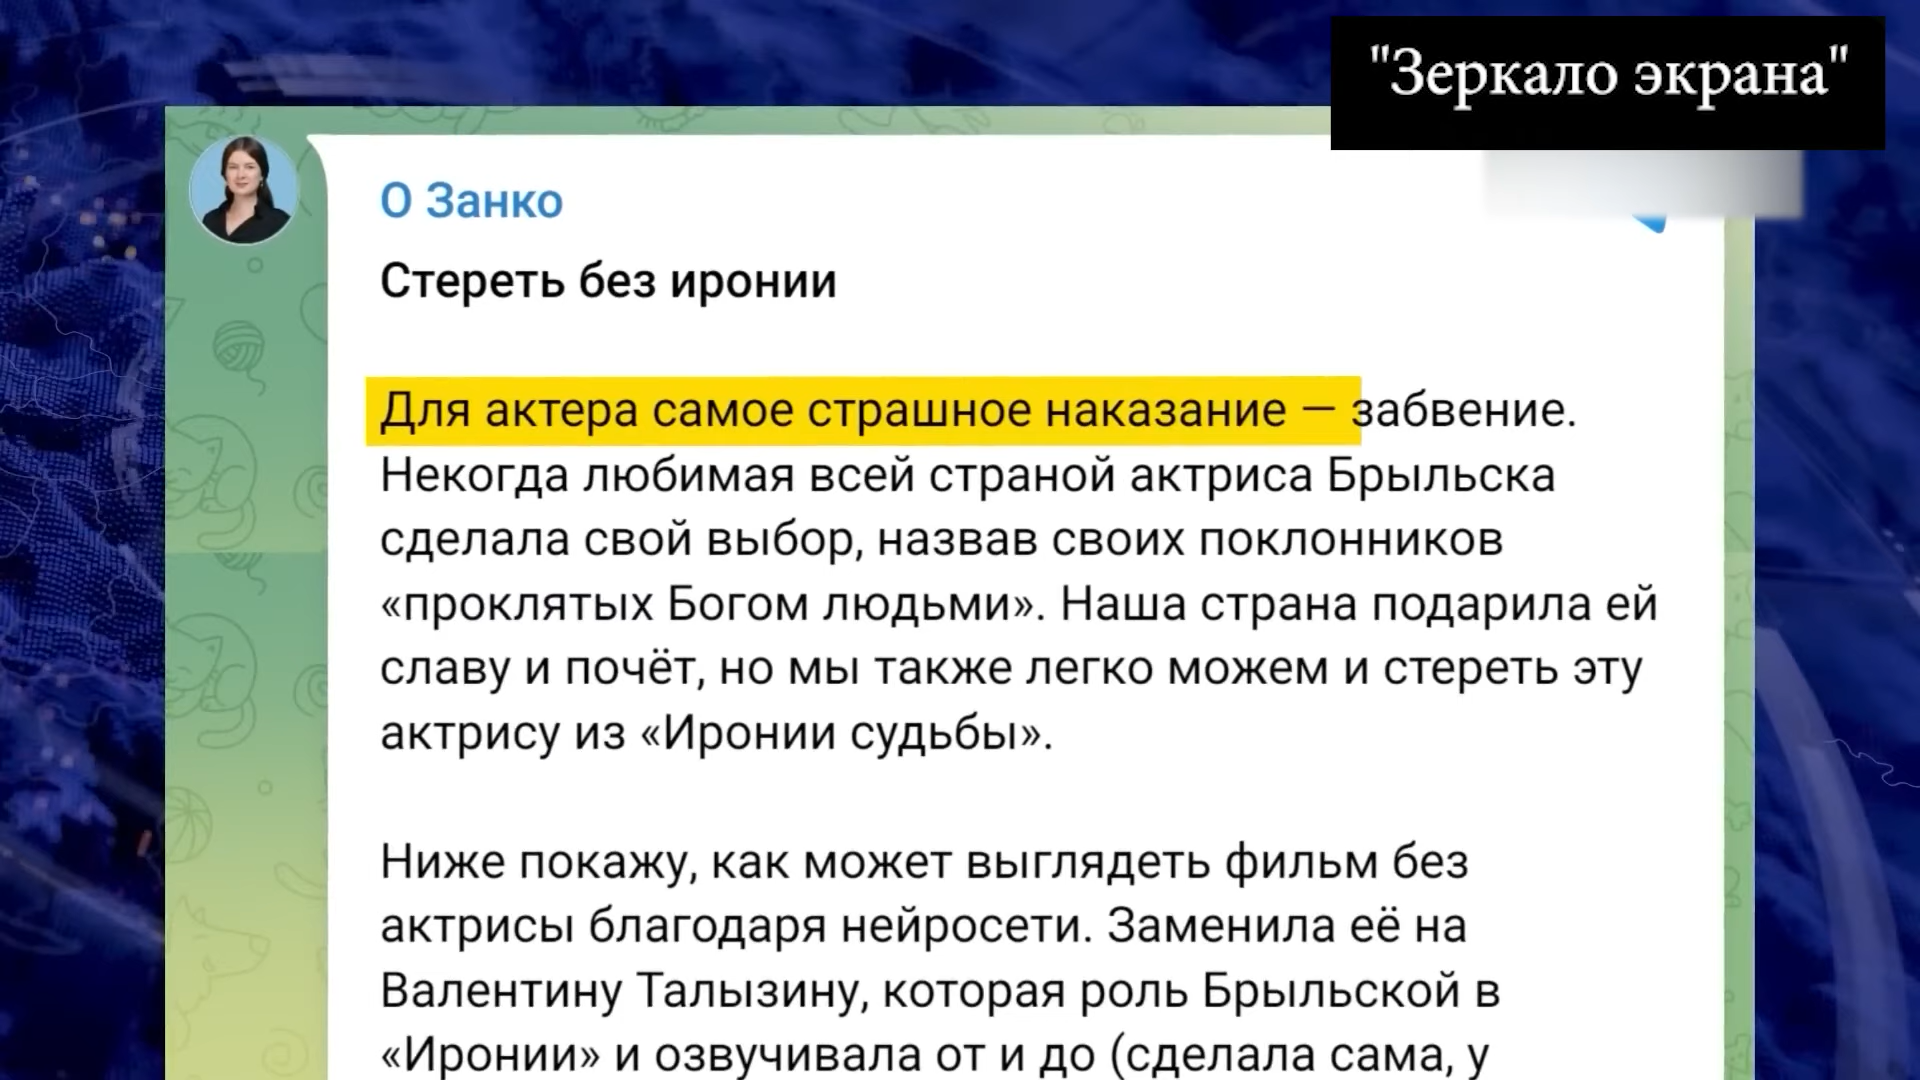 "Зеркало экрана"
О Занко
Стереть без иронии
Для актера самое страшное наказание — забвение.
Некогда любимая всей страной актриса Брыльска
сделала свой выбор, назвав своих поклонников
«проклятых Богом людьми». Наша страна подарила ей
славу и почёт, но мы также легко можем и стереть эту
актрису из «Иронии судьбы».
Ниже покажу, как может выглядеть фильм без
актрисы благодаря нейросети. Заменила её на
Валентину Талызину, которая роль Брыльской в
«Иронии» и озвучивала от и до (сделала сама, у